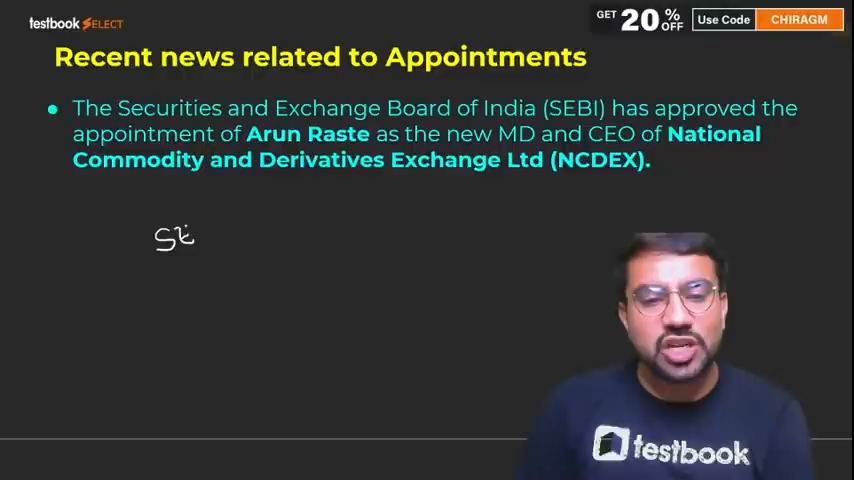 testbook SELECT
GET 20% OFF
Use Code CHIRAGM
Recent news related to Appointments
● The Securities and Exchange Board of India (SEBI) has approved the
appointment of Arun Raste as the new MD and CEO of National
Commodity and Derivatives Exchange Ltd (NCDEX).
SE
testbook